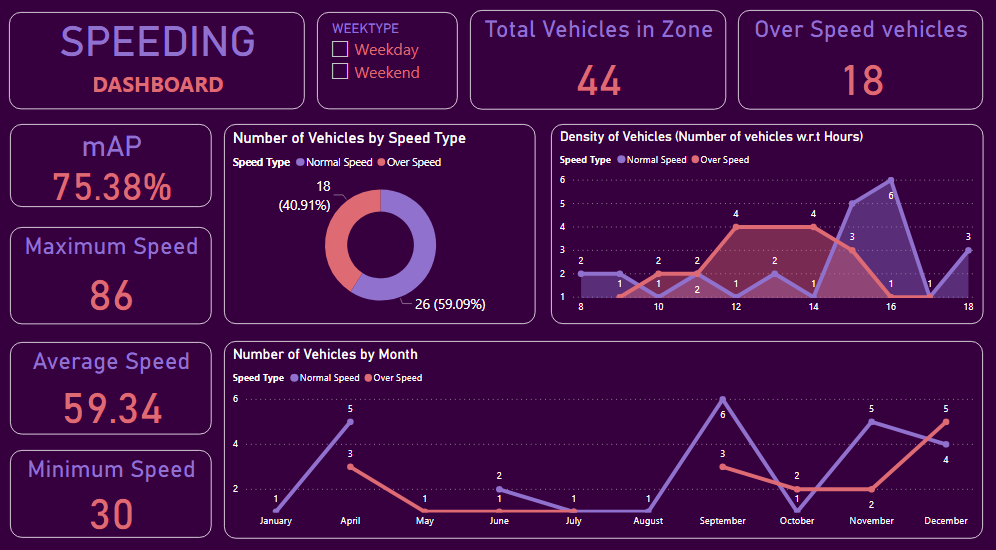 SPEEDING
DASHBOARD
WEEKTYPE
Weekday
Weekend
Total Vehicles in Zone
44
Over Speed vehicles
18
mAP
75.38%
Maximum Speed
86
Average Speed
59.34
Minimum Speed
30
Number of Vehicles by Speed Type
Speed Type Normal Speed Over Speed
18
(40.91%)
26 (59.09%)
Density of Vehicles (Number of vehicles w.r.t Hours)
Speed Type Normal Speed Over Speed
6
5
4
3
2
1
2 1 1 2 2 2 4 1 2 4 1 3 6 1 1 3
8 10 12 14 16 18
Number of Vehicles by Month
Speed Type Normal Speed Over Speed
6
4
2
1 5 3 1 2 1 1 1 6 3 2 1 5 2 5 4
January April May June July August September October November December